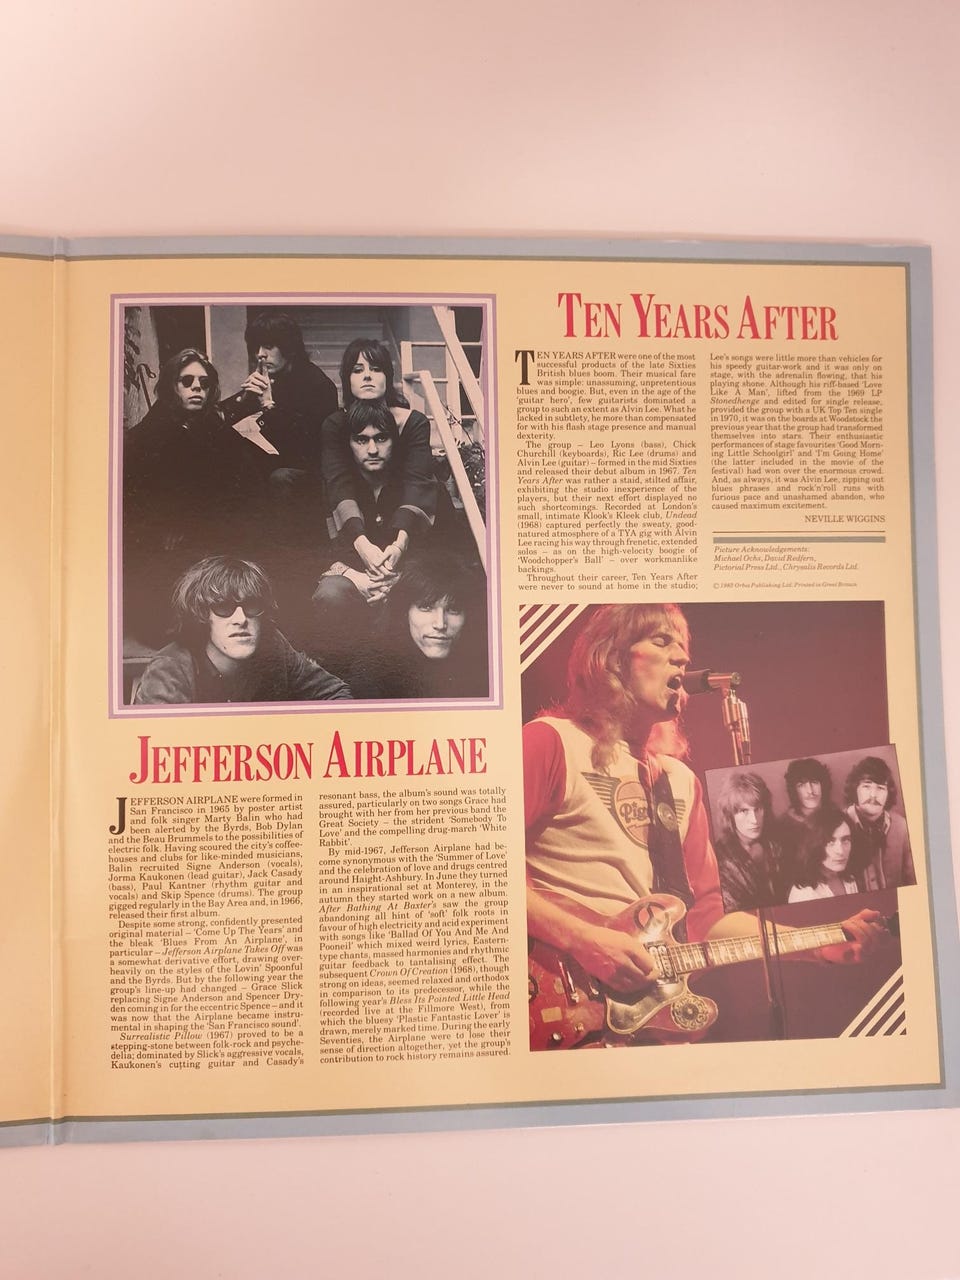 TEN YEARS AFTER
TEN YEARS AFTER were one of the most
successful products of the late Sixties
British blues boom. Their musical fare
was simple: unassuming, unpretentious
blues and boogie. But, even in the age of the
'guitar hero', few guitarists dominated a
group to such an extent as Alvin Lee. What he
lacked in subtlety, he more than compensated
for with his flash stage presence and manual
dexterity.
The group – Leo Lyons (bass), Chick
Churchill (keyboards), Ric Lee (drums) and
Alvin Lee (guitar) – formed in the mid Sixties
and released their debut album in 1967. Ten
Years After was rather a staid, stilted affair,
exhibiting the studio inexperience of the
players, but their next effort displayed no
such shortcomings. Recorded at London's
small, intimate Klook's Kleek club, Undead
(1968) captured perfectly the sweaty, good-
natured atmosphere of a TYA gig with Alvin
Lee racing his way through frenetic, extended
solos – as on the high-velocity boogie of
'Woodchopper's Ball' – over workmanlike
backings.
Throughout their career, Ten Years After
were never to sound at home in the studio;
Lee's songs were little more than vehicles for
his speedy guitar-work and it was only on
stage, with the adrenalin flowing, that his
playing shone. Although his riff-based 'Love
Like A Man', lifted from the 1969 LP
Stonedhenge and edited for single release,
provided the group with a UK Top Ten single
in 1970, it was on the boards at Woodstock the
previous year that the group had transformed
themselves into stars. Their enthusiastic
performances of stage favourites 'Good Morn-
ing Little Schoolgirl' and 'I'm Going Home'
(the latter included in the movie of the
festival) had won over the enormous crowd.
And, as always, it was Alvin Lee, zipping out
blues phrases and rock'n'roll runs with
furious pace and unashamed abandon, who
caused maximum excitement.
NEVILLE WIGGINS
Picture Acknowledgements:
Michael Ochs, David Redfern,
Pictorial Press Ltd., Chrysalis Records Ltd.
© 1985 Orbis Publishing Ltd. Printed in Great Britain
JEFFERSON AIRPLANE
JEFFERSON AIRPLANE were formed in
San Francisco in 1965 by poster artist
and folk singer Marty Balin who had
been alerted by the Byrds, Bob Dylan
and the Beau Brummels to the possibilities of
electric folk. Having scoured the city's coffee-
houses and clubs for like-minded musicians,
Balin recruited Signe Anderson (vocals),
Jorma Kaukonen (lead guitar), Jack Casady
(bass), Paul Kantner (rhythm guitar and
vocals) and Skip Spence (drums). The group
gigged regularly in the Bay Area and, in 1966,
released their first album.
Despite some strong, confidently presented
original material – 'Come Up The Years' and
the bleak 'Blues From An Airplane', in
particular – Jefferson Airplane Takes Off was
a somewhat derivative effort, drawing over-
heavily on the styles of the Lovin' Spoonful
and the Byrds. But by the following year the
group's line-up had changed – Grace Slick
replacing Signe Anderson and Spencer Dry-
den coming in for the eccentric Spence – and it
was now that the Airplane became instru-
mental in shaping the 'San Francisco sound'.
Surrealistic Pillow (1967) proved to be a
stepping-stone between folk-rock and psyche-
delia; dominated by Slick's aggressive vocals,
Kaukonen's cutting guitar and Casady's
resonant bass, the album's sound was totally
assured, particularly on two songs Grace had
brought with her from her previous band the
Great Society – the strident 'Somebody To
Love' and the compelling drug-march 'White
Rabbit'.
By mid-1967, Jefferson Airplane had be-
come synonymous with the 'Summer of Love'
and the celebration of love and drugs centred
around Haight-Ashbury. In June they turned
in an inspirational set at Monterey, in the
autumn they started work on a new album.
After Bathing At Baxter's saw the group
abandoning all hint of 'soft' folk roots in
favour of high electricity and acid experiment
with songs like 'Ballad Of You And Me And
Pooneil' which mixed weird lyrics, Eastern-
type chants, massed harmonies and rhythmic
guitar feedback to tantalising effect. The
subsequent Crown Of Creation (1968), though
strong on ideas, seemed relaxed and orthodox
in comparison to its predecessor, while the
following year's Bless Its Pointed Little Head
(recorded live at the Fillmore West), from
which the bluesy 'Plastic Fantastic Lover' is
drawn, merely marked time. During the early
Seventies, the Airplane were to lose their
sense of direction altogether, yet the group's
contribution to rock history remains assured.